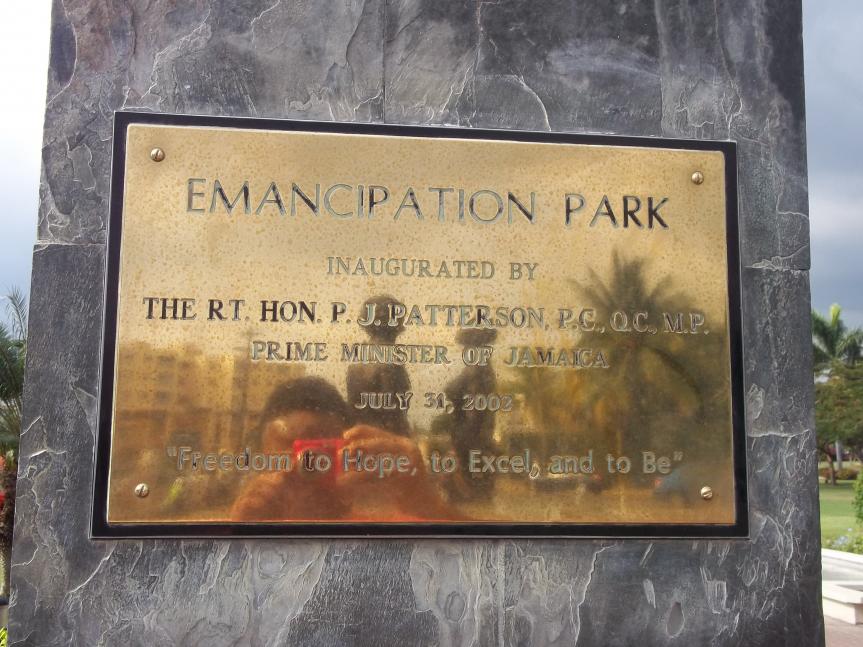 EMANCIPATION PARK
INAUGURATED BY
THE RT. HON. P. J. PATTERSON, P.C., Q.C., M.P.
PRIME MINISTER OF JAMAICA
JULY 31, 2002
"Freedom to Hope, to Excel, and to Be"